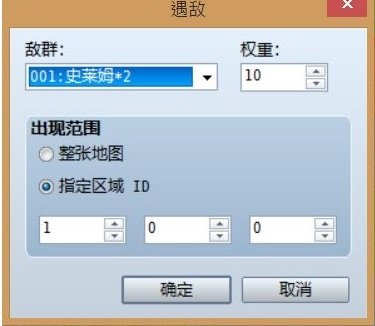 遇敌
敌群： 权重：
001:史莱姆*2 10
出现范围
整张地图
指定区域 ID
1 0 0
确定 取消